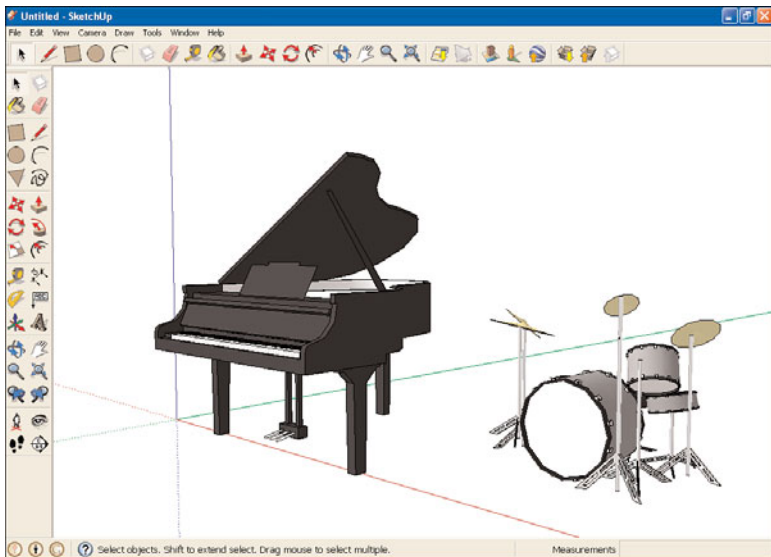 Untitled - SketchUp
File Edit View Camera Draw Tools Window Help
ABC
Select objects. Shift to extend select. Drag mouse to select multiple.
Measurements